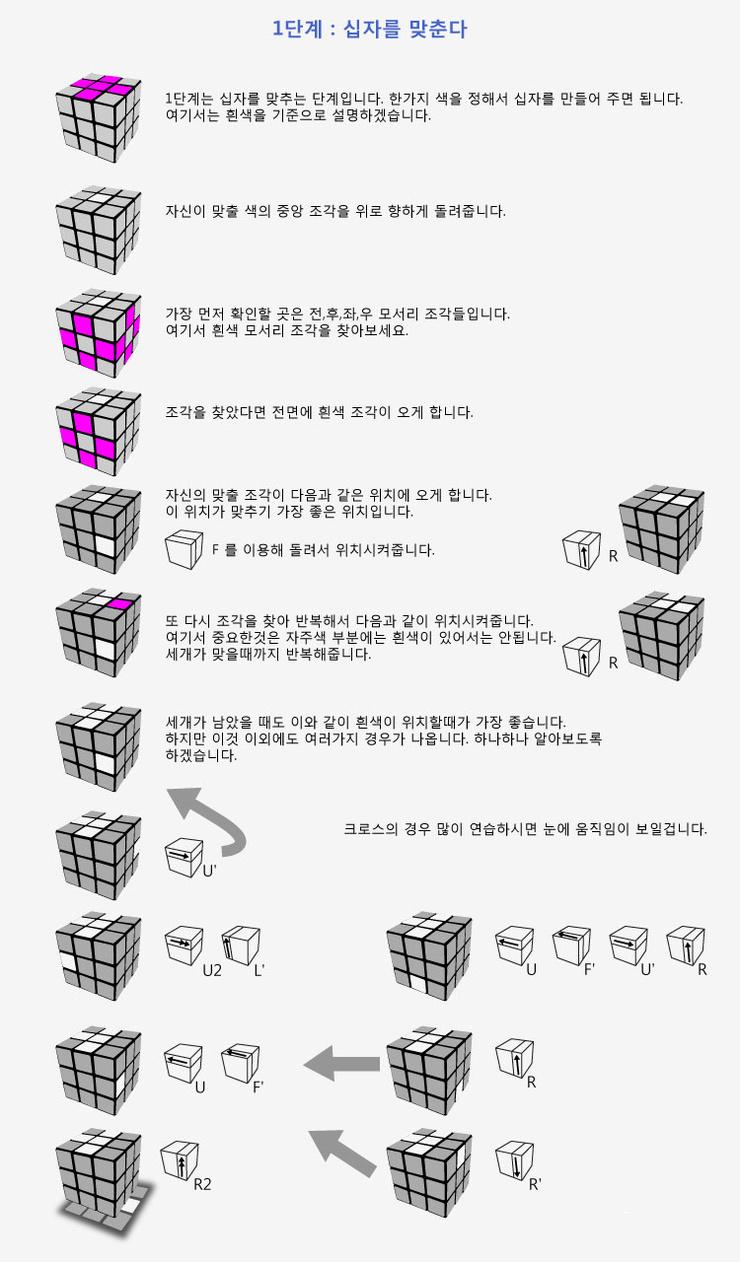 1단계 : 십자를 맞춘다
1단계는 십자를 맞추는 단계입니다. 한가지 색을 정해서 십자를 만들어 주면 됩니다.
여기서는 흰색을 기준으로 설명하겠습니다.
자신이 맞출 색의 중앙 조각을 위로 향하게 돌려줍니다.
가장 먼저 확인할 곳은 전,후,좌,우 모서리 조각들입니다.
여기서 흰색 모서리 조각을 찾아보세요.
조각을 찾았다면 전면에 흰색 조각이 오게 합니다.
자신의 맞출 조각이 다음과 같은 위치에 오게 합니다.
이 위치가 맞추기 가장 좋은 위치입니다.
F 를 이용해 돌려서 위치시켜줍니다.
R
또 다시 조각을 찾아 반복해서 다음과 같이 위치시켜줍니다.
여기서 중요한것은 자주색 부분에는 흰색이 있어서는 안됩니다.
세개가 맞을때까지 반복해줍니다.
R
세개가 남았을 때도 이와 같이 흰색이 위치할때가 가장 좋습니다.
하지만 이것 이외에도 여러가지 경우가 나옵니다. 하나하나 알아보도록
하겠습니다.
크로스의 경우 많이 연습하시면 눈에 움직임이 보일겁니다.
U'
U2 L'
U F' U' R
U F'
R
R2
R'